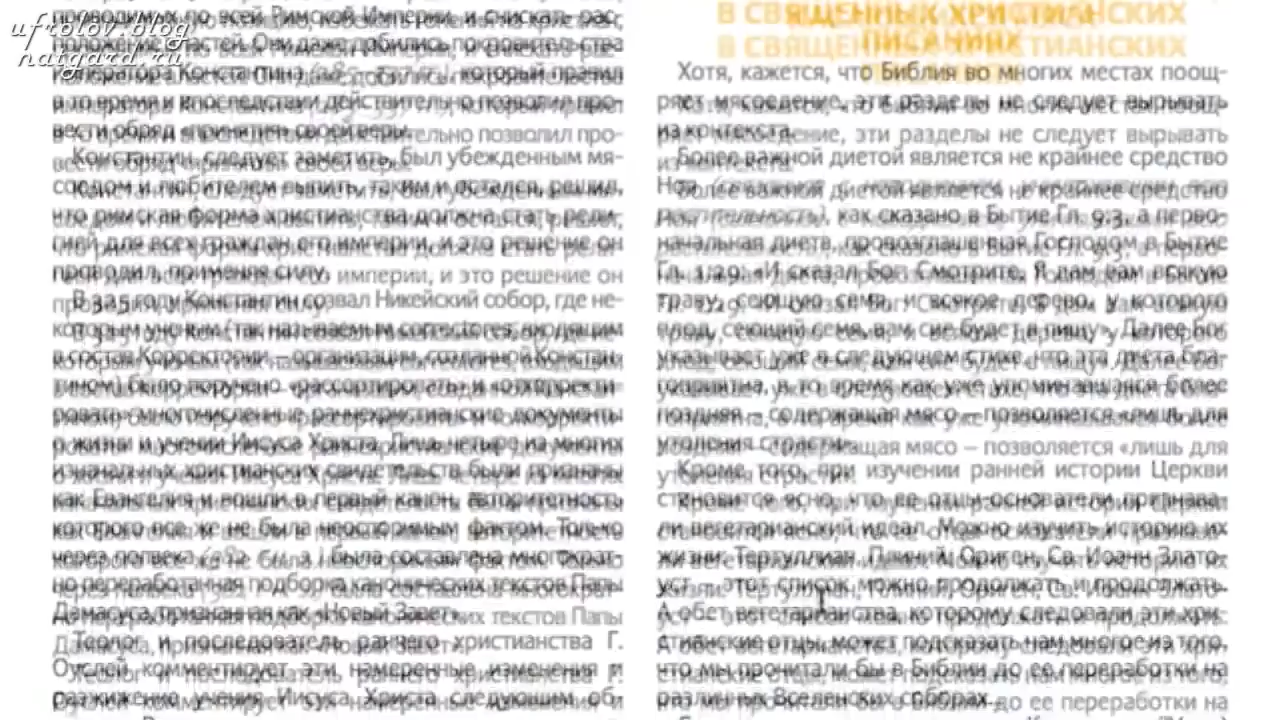 ufrolov.blog
natgard.ru
проводимых по всей Римской Империи, и снискать рас-
положение властей. Они даже добились покровительства
императора Константина который правил
в то время и впоследствии действительно позволил про-
вести обряд «принятия» своей веры.
Константин, следует заметить, был убежденным мя-
соедом и любителем выпить, таким и остался, решил,
что римская форма христианства должна стать рели-
гией для всех граждан его империи, и это решение он
проводил, применяя силу.
В 325 году Константин созвал Никейский собор, где не-
которым ученым (так называемым correctores, входящим
в состав Корректории – организации, созданной Констан-
тином) было поручено «рассортировать» и «откорректи-
ровать» многочисленные раннехристианские документы
о жизни и учении Иисуса Христа. Лишь четыре из многих
изначальных христианских свидетельств были признаны
как Евангелия и вошли в первый канон, авторитетность
которого все же не была неоспоримым фактом. Только
через полвека была составлена многократ-
но переработанная подборка канонических текстов Папы
Дамасуса, признанная как «Новый Завет».
Теолог и последователь раннего христианства Г.
Оуслей комментирует эти намеренные изменения и
разжижению учения Иисуса Христа следующим об-
В СВЯЩЕННЫХ ХРИСТИАНСКИХ
ПИСАНИЯХ
Хотя, кажется, что Библия во многих местах поощ-
ряет мясоедение, эти разделы не следует вырывать
из контекста.
Более важной диетой является не крайнее средство
Ноя
как сказано в Бытие Гл. 9:3, а перво-
начальная диета, провозглашенная Господом в Бытие
Гл. 1:29: «И сказал Бог: Смотрите, Я дам вам всякую
траву, сеющую семя, и всякое дерево, у которого
плод, сеющий семя, вам сие будет в пищу». Далее Бог
указывает уже в следующем стихе, что эта диета бла-
гоприятна, в то время как уже упоминавшаяся более
поздняя – содержащая мясо – позволяется «лишь для
утоления страсти».
Кроме того, при изучении ранней истории Церкви
становится ясно, что ее отцы-основатели признава-
ли вегетарианский идеал. Можно изучить историю их
жизни: Тертуллиан, Плиний, Ориген, Св. Иоанн Злато-
уст – этот список можно продолжать и продолжать.
А обет вегетарианства, которому следовали эти хри-
стианские отцы, может подсказать нам многое из того,
что мы прочитали бы в Библии до ее переработки на
различных Вселенских соборах.